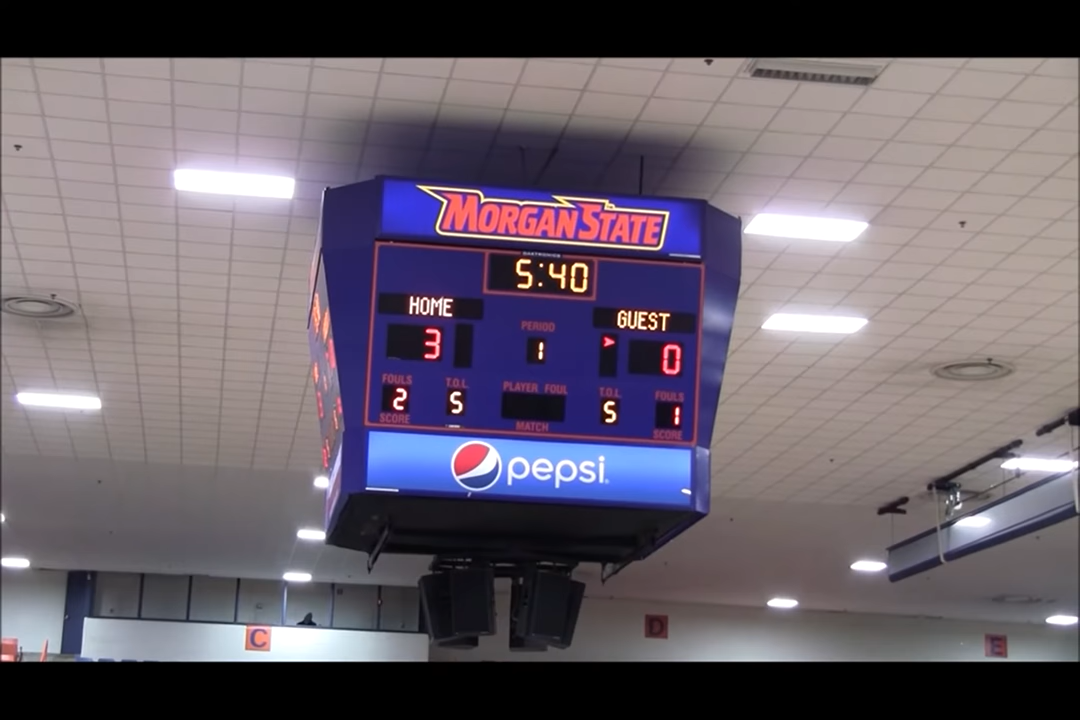 MORGAN STATE
DAKTRONICS
5:40
HOME
GUEST
3
PERIOD
1
0
FOULS
T.O.L.
PLAYER FOUL
T.O.L.
FOULS
2
5
5
1
SCORE
MATCH
SCORE
pepsi
C
D
E